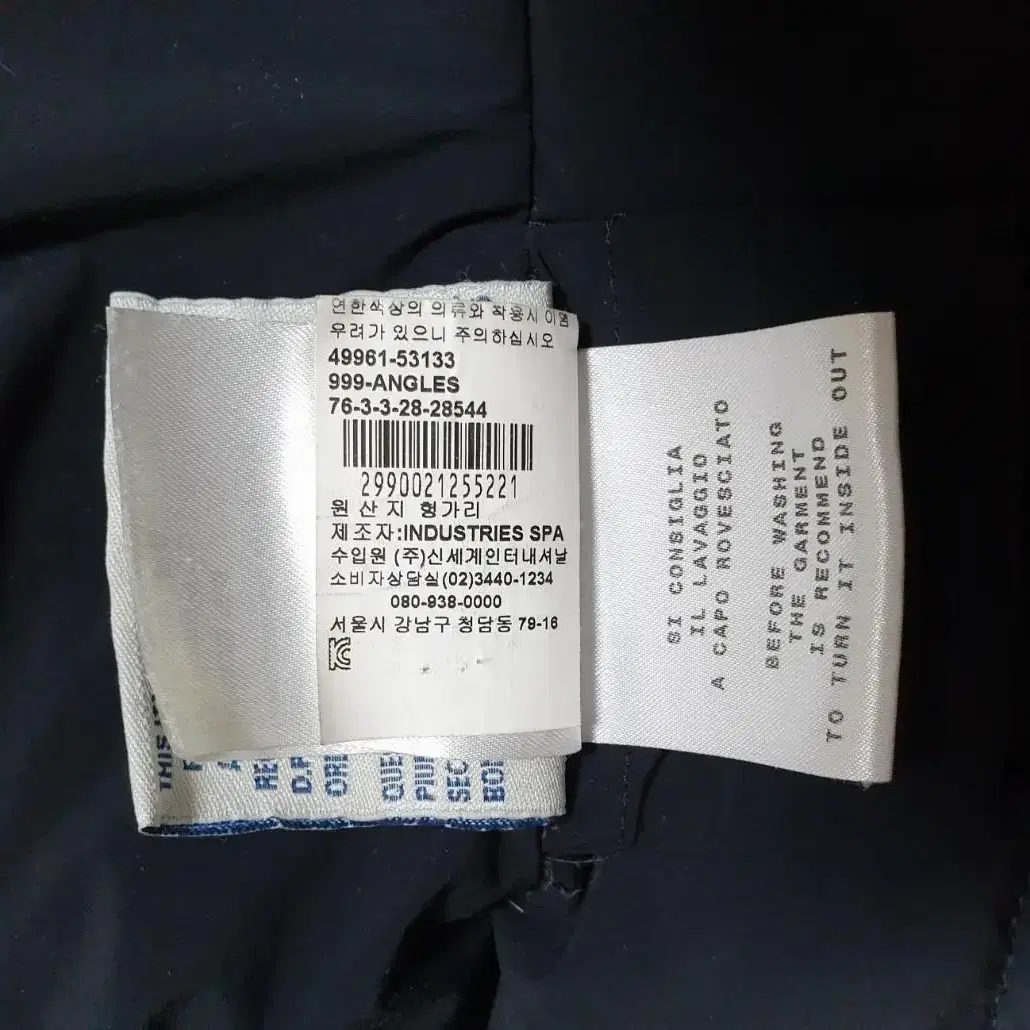 연한색상의 의류와 착용시 이염
우려가 있으니 주의하십시오
49961-53133
999-ANGLES
76-3-3-28-28544
2990021255221
원 산 지 헝가리
제조자:INDUSTRIES SPA
수입원 (주)신세계인터내셔날
소비자상담실(02)3440-1234
080-938-0000
서울시 강남구 청담동 79-16
KC
SI CONSIGLIA
IL LAVAGGIO
A CAPO ROVESCIATO
BEFORE WASHING
THE GARMENT
IS RECOMMEND
TO TURN IT INSIDE OUT
THIS